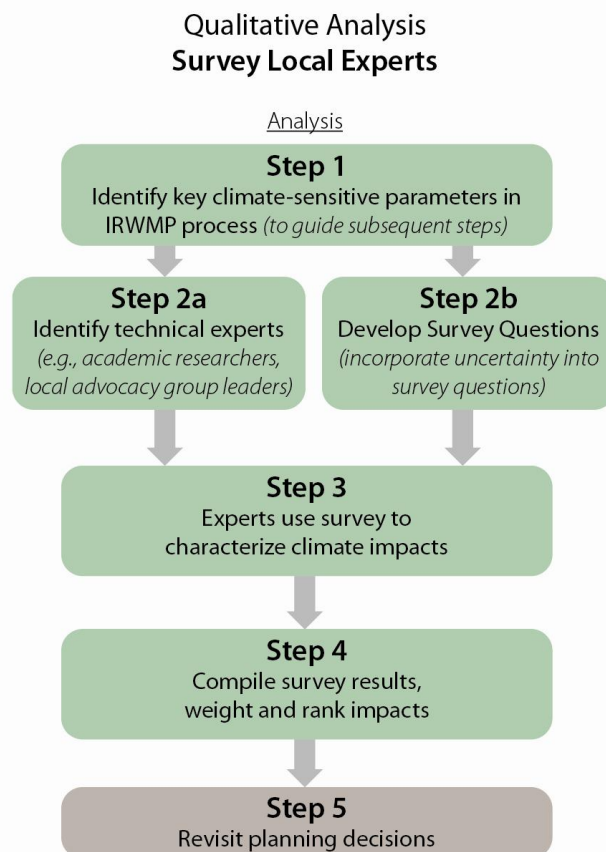 Qualitative Analysis
Survey Local Experts
Analysis
Step 1
Identify key climate-sensitive parameters in
IRWMP process (to guide subsequent steps)
Step 2a
Identify technical experts
(e.g., academic researchers,
local advocacy group leaders)
Step 2b
Develop Survey Questions
(incorporate uncertainty into
survey questions)
Step 3
Experts use survey to
characterize climate impacts
Step 4
Compile survey results,
weight and rank impacts
Step 5
Revisit planning decisions